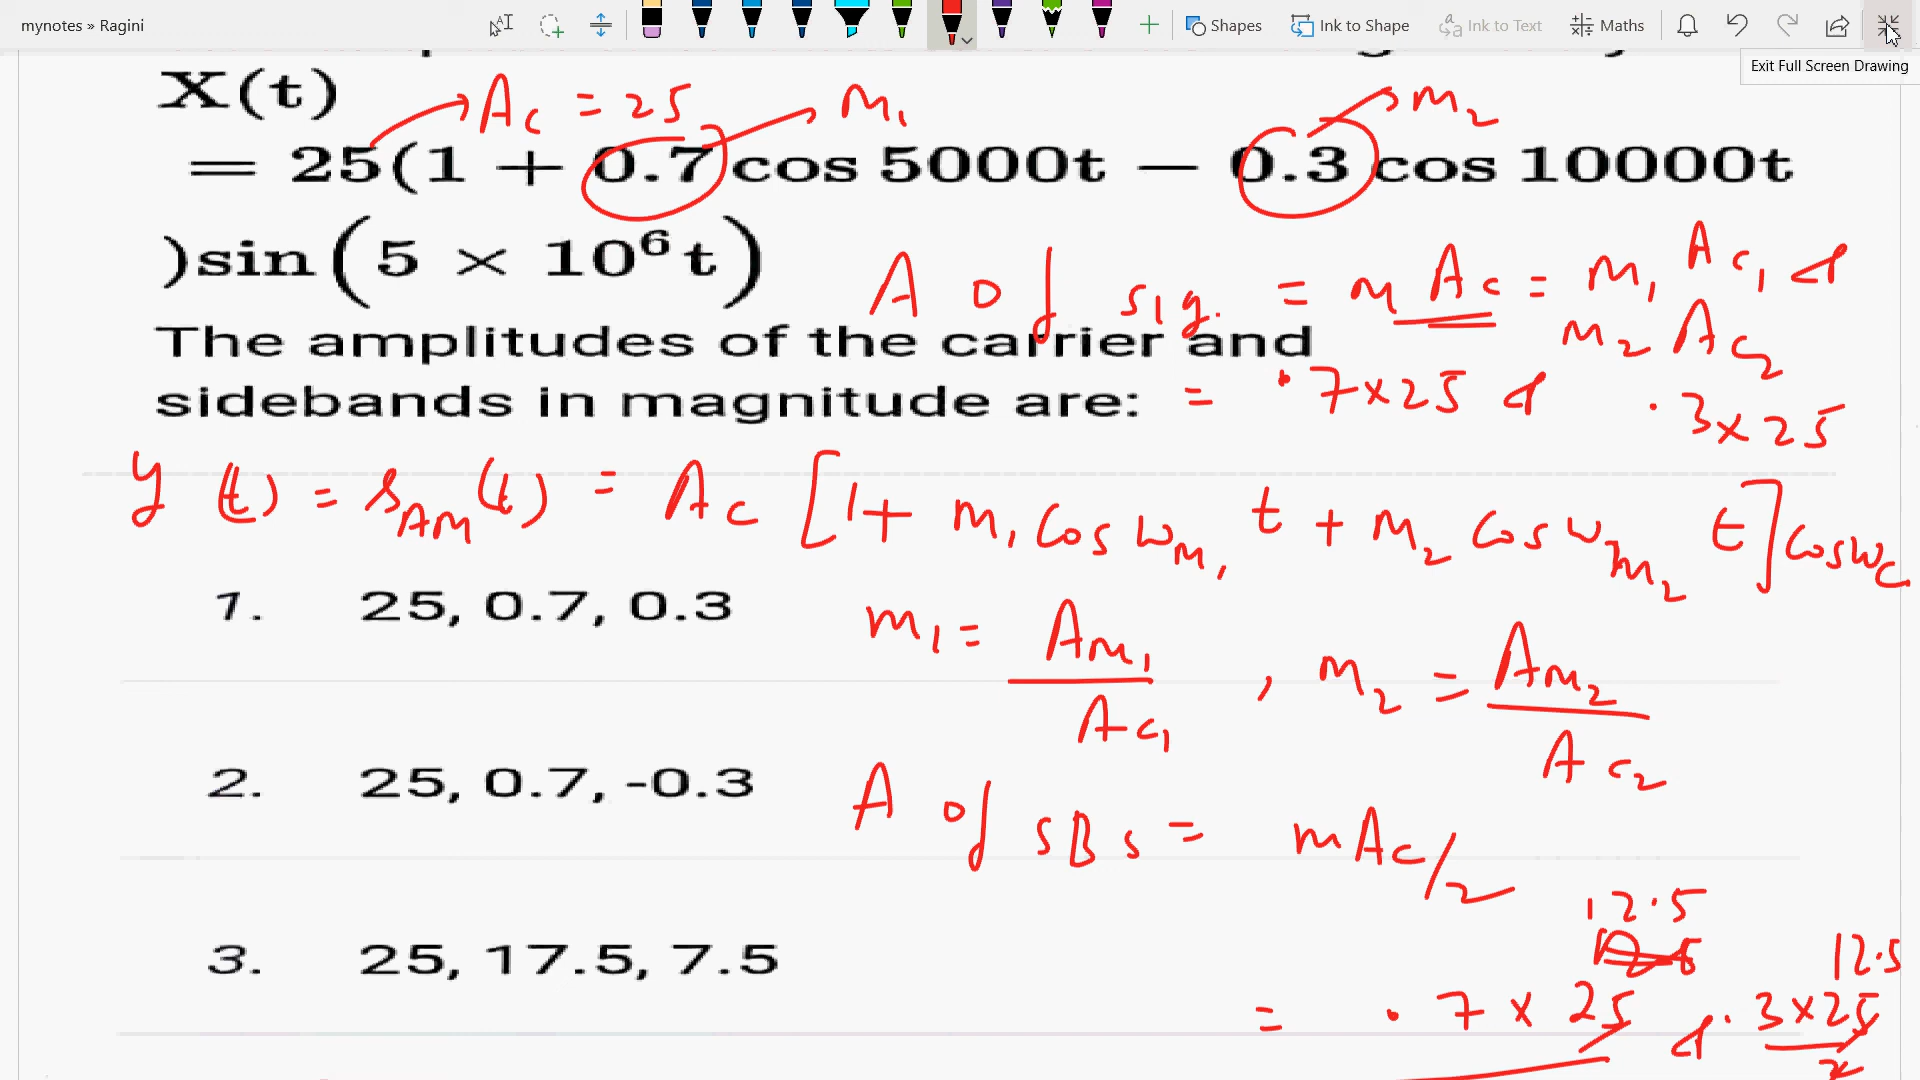 mynotes » Ragini
Shapes Ink to Shape Ink to Text Maths
Exit Full Screen Drawing
X(t)
Ac = 25 m₁ m₂
= 25(1 + 0.7 cos 5000t − 0.3 cos 10000t
)sin(5 × 10⁶t)
A of sig. = m Ac = m₁ Ac₁ &
m₂ Ac₂
The amplitudes of the carrier and
sidebands in magnitude are:
= .7×25 & .3×25
y(t) = s_AM(t) = Ac [1+ m₁ cos ωm₁ t + m₂ cos ωm₂ t] cos ωc
1. 25, 0.7, 0.3
m₁ = Am₁/Ac₁ , m₂ = Am₂/Ac₂
2. 25, 0.7, -0.3
A of SBs = mAc/2
12.5
12.5
3. 25, 17.5, 7.5
= .7 × 25 & .3×25/2